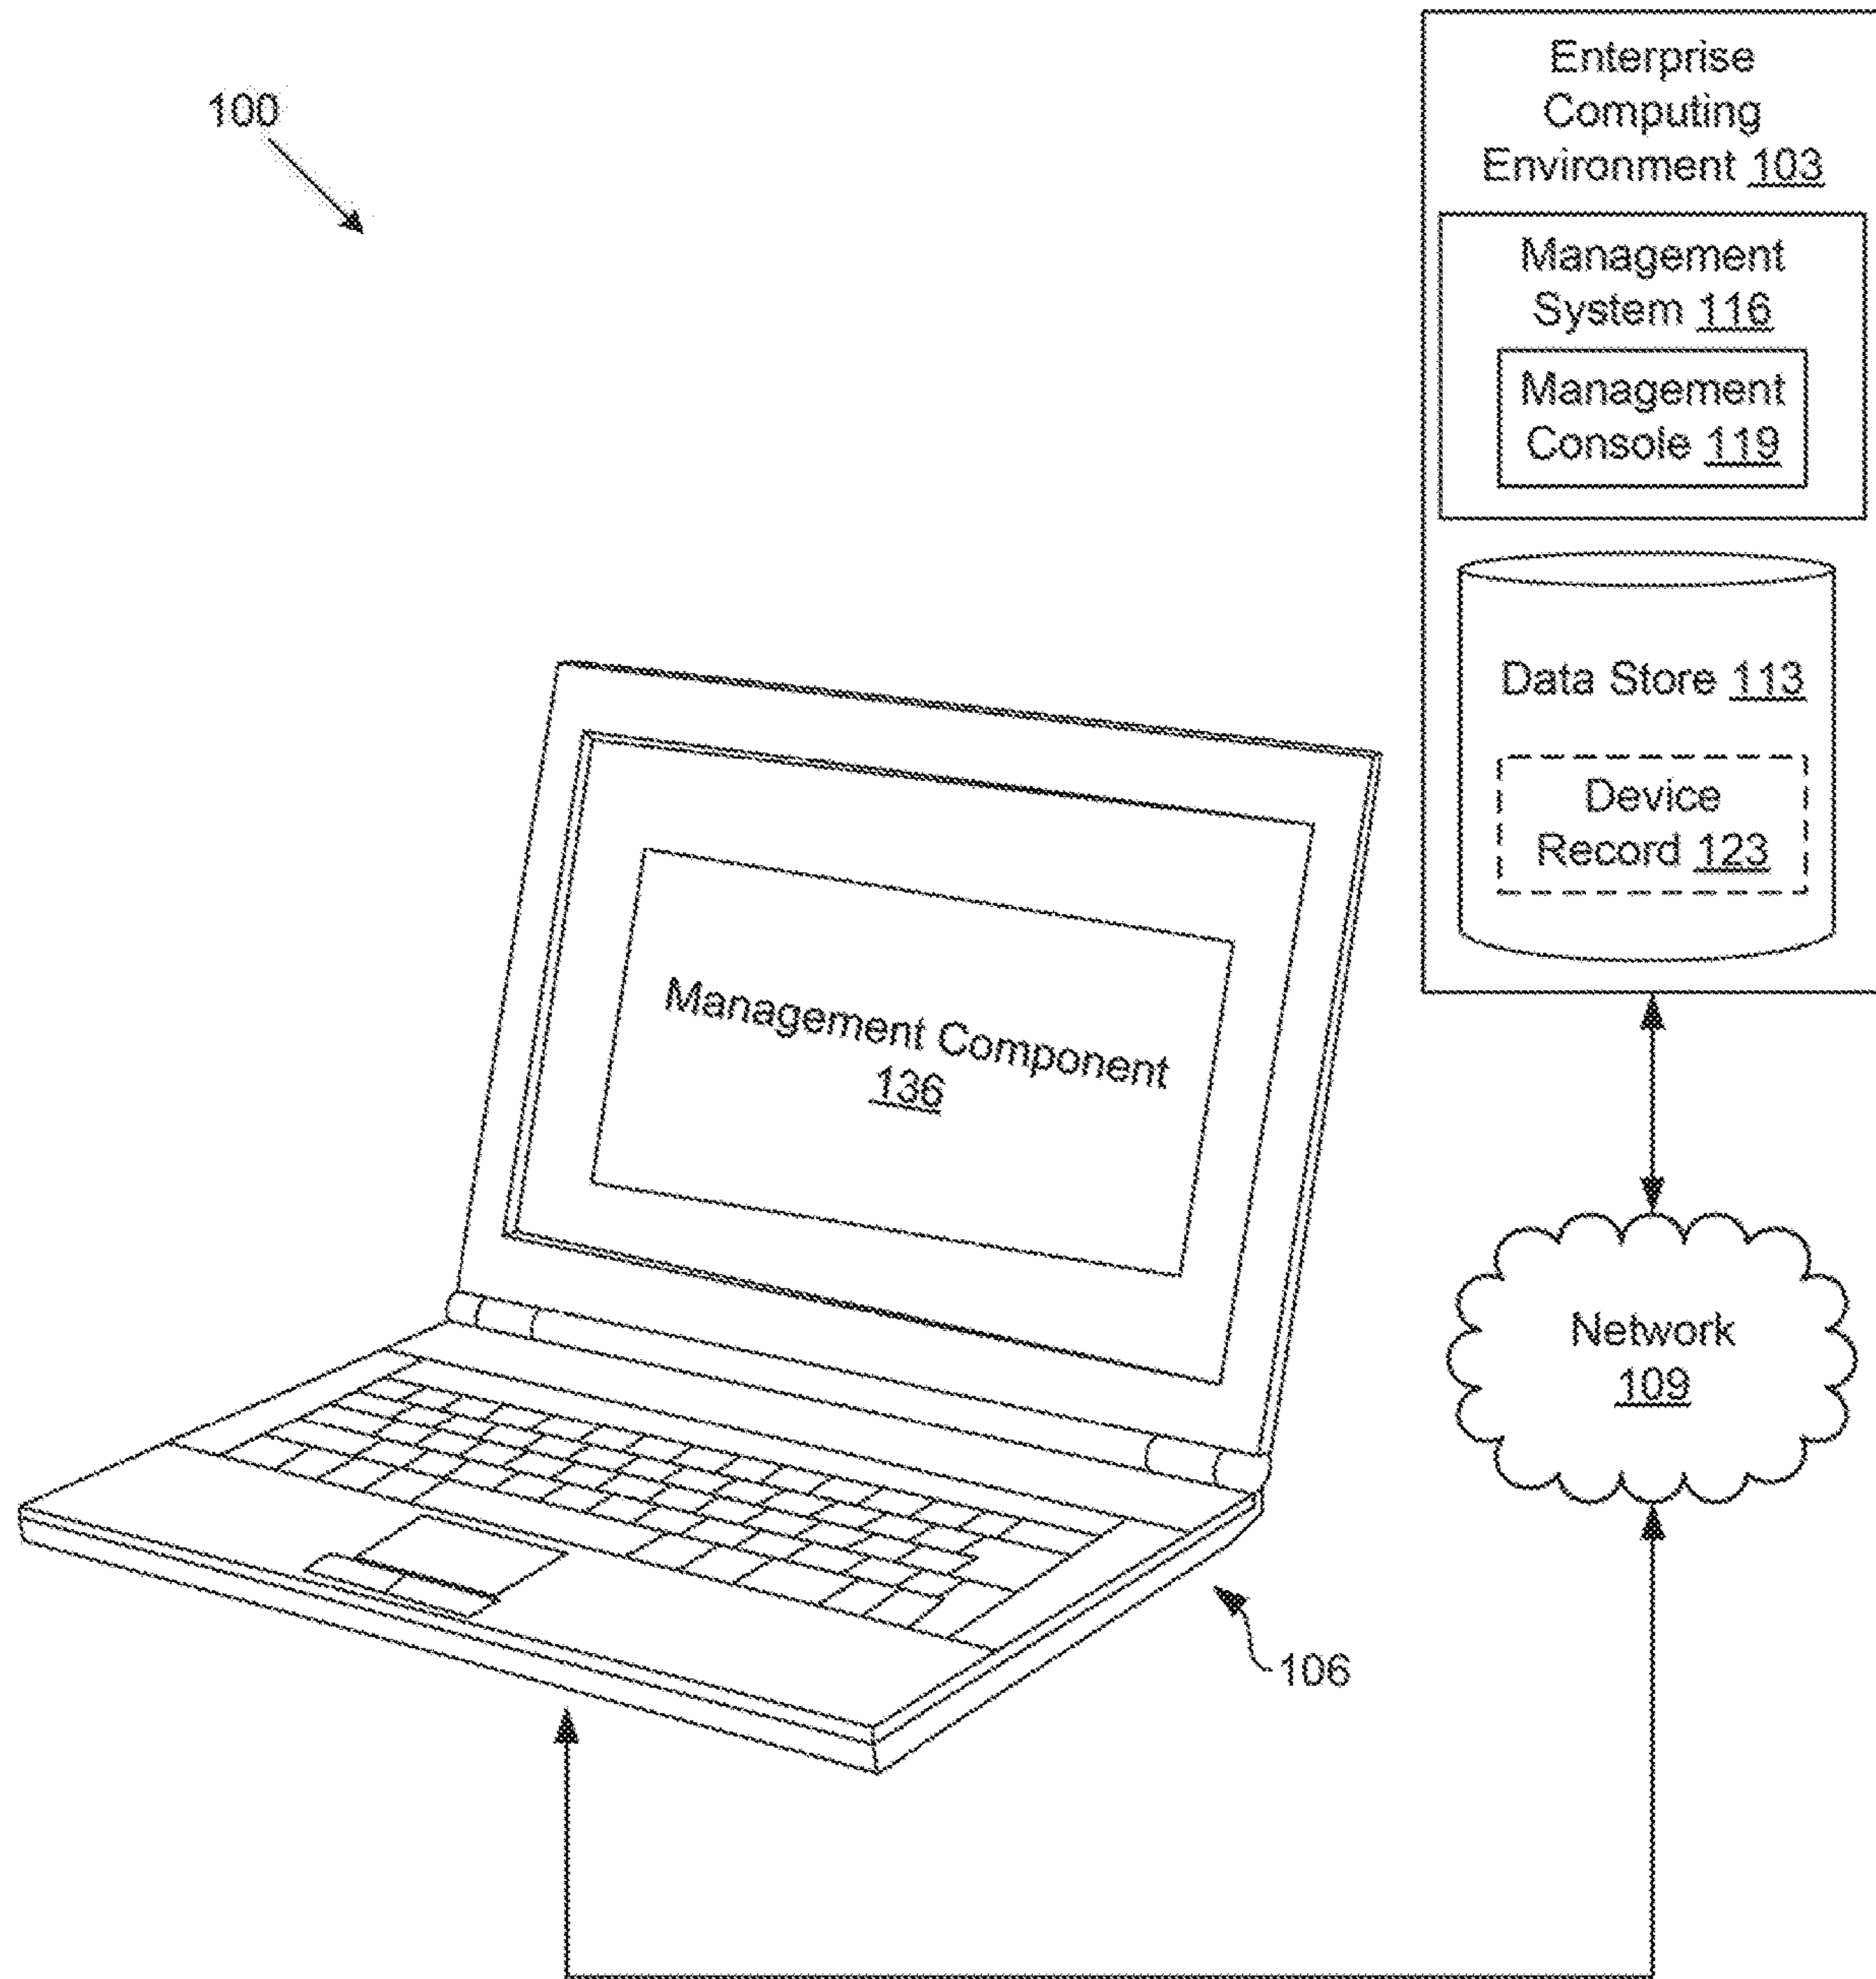 100
Enterprise
Computing
Environment 103
Management
System 116
Management
Console 119
Data Store 113
Device
Record 123
Management Component
136
Network
109
106